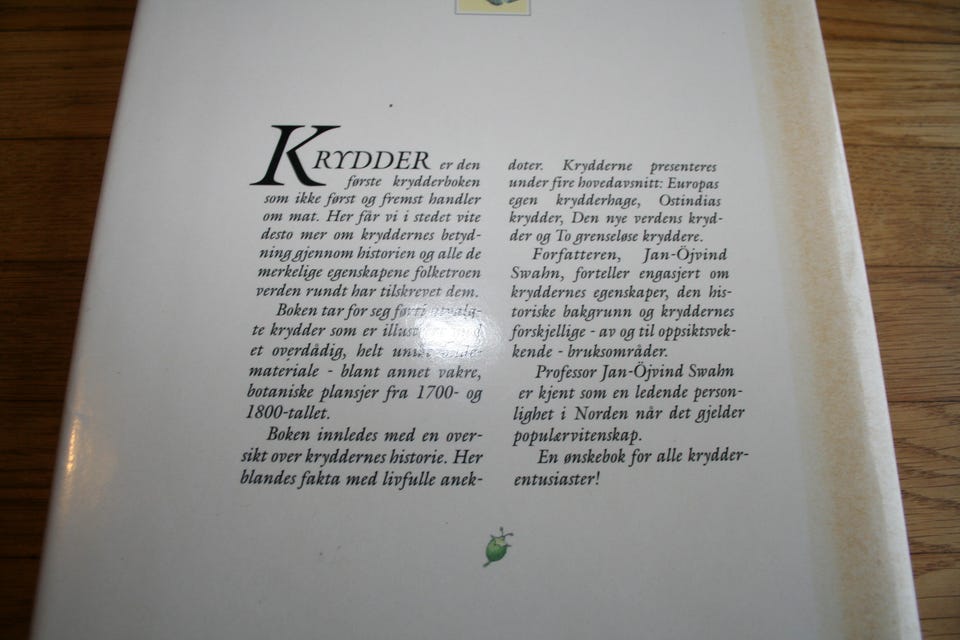 KRYDDER er den
første krydderboken
som ikke først og fremst handler
om mat. Her får vi i stedet vite
desto mer om kryddernes betyd-
ning gjennom historien og alle de
merkelige egenskapene folketroen
verden rundt har tilskrevet dem.
Boken tar for seg førti utvalg-
te krydder som er illustrert med
et overdådig, helt unikt bilde-
materiale - blant annet vakre,
botaniske plansjer fra 1700- og
1800-tallet.
Boken innledes med en over-
sikt over kryddernes historie. Her
blandes fakta med livfulle anek-
doter. Krydderne presenteres
under fire hovedavsnitt: Europas
egen krydderhage, Ostindias
krydder, Den nye verdens kryd-
der og To grenseløse kryddere.
Forfatteren, Jan-Öjvind
Swahn, forteller engasjert om
kryddernes egenskaper, den his-
toriske bakgrunn og kryddernes
forskjellige - av og til oppsiktsvek-
kende - bruksområder.
Professor Jan-Öjvind Swahn
er kjent som en ledende person-
lighet i Norden når det gjelder
populærvitenskap.
En ønskebok for alle krydder-
entusiaster!